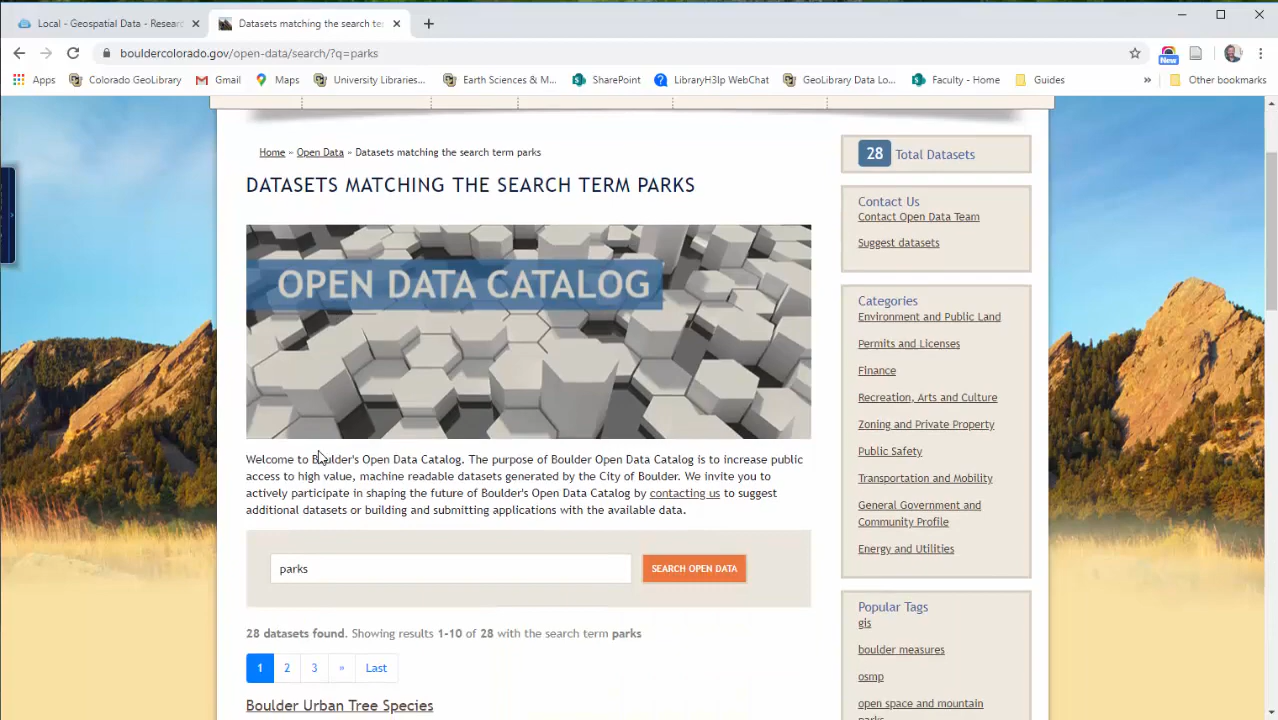 Local - Geospatial Data - Researc
Datasets matching the search te
bouldercolorado.gov/open-data/search/?q=parks
New
Apps
Colorado GeoLibrary
Gmail
Maps
University Libraries...
Earth Sciences & M...
SharePoint
LibraryH3lp WebChat
GeoLibrary Data Lo...
Faculty - Home
Guides
»
Other bookmarks
Home » Open Data » Datasets matching the search term parks
DATASETS MATCHING THE SEARCH TERM PARKS
OPEN DATA CATALOG
Welcome to Boulder's Open Data Catalog. The purpose of Boulder Open Data Catalog is to increase public
access to high value, machine readable datasets generated by the City of Boulder. We invite you to
actively participate in shaping the future of Boulder's Open Data Catalog by contacting us to suggest
additional datasets or building and submitting applications with the available data.
parks
SEARCH OPEN DATA
28 datasets found. Showing results 1-10 of 28 with the search term parks
1 2 3 » Last
Boulder Urban Tree Species
28 Total Datasets
Contact Us
Contact Open Data Team
Suggest datasets
Categories
Environment and Public Land
Permits and Licenses
Finance
Recreation, Arts and Culture
Zoning and Private Property
Public Safety
Transportation and Mobility
General Government and
Community Profile
Energy and Utilities
Popular Tags
gis
boulder measures
osmp
open space and mountain
parks